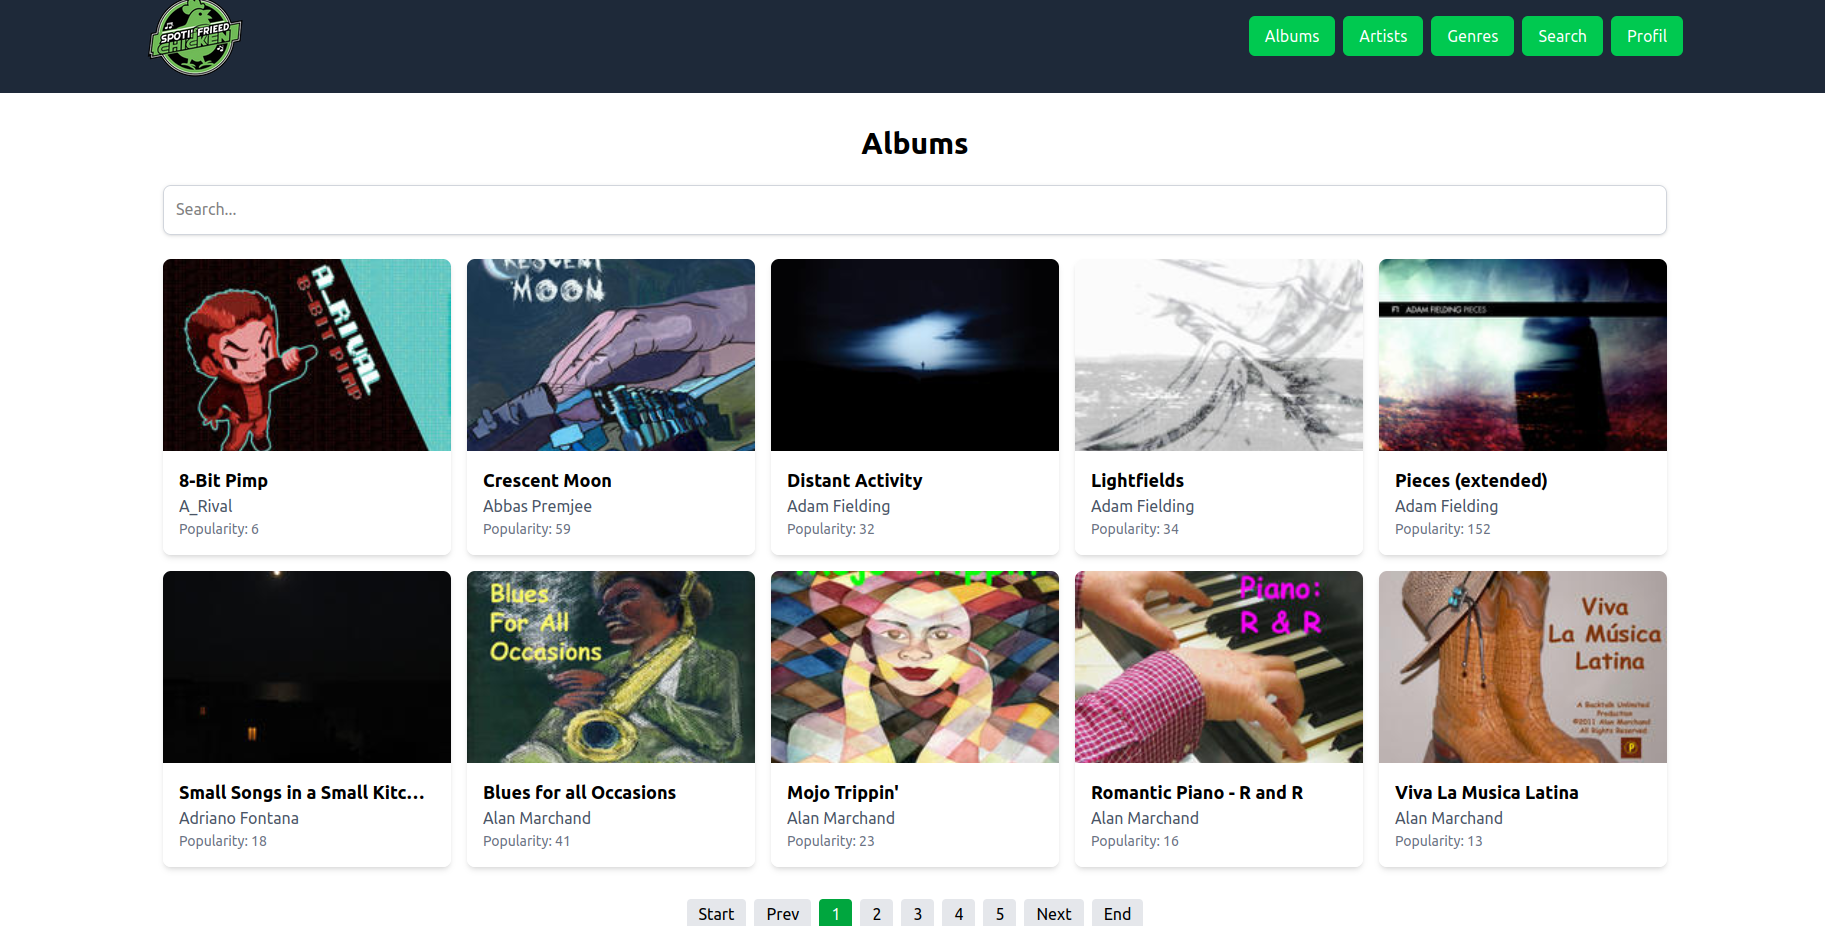 SPOTI' FRIEED
CHICKEN
Albums
Artists
Genres
Search
Profil
Albums
Search...
A_RIVAL
8-BIT PIMP
CRESCENT
MOON
ADAM FIELDING PIECES
8-Bit Pimp
A_Rival
Popularity: 6
Crescent Moon
Abbas Premjee
Popularity: 59
Distant Activity
Adam Fielding
Popularity: 32
Lightfields
Adam Fielding
Popularity: 34
Pieces (extended)
Adam Fielding
Popularity: 152
Blues
For All
Occasions
Mojo Trippin'
Piano:
R & R
Viva
La Música
Latina
A Bucktalk Unlimited
Production
©2011 Alan Marchand
All Rights Reserved.
P
Small Songs in a Small Kitc...
Adriano Fontana
Popularity: 18
Blues for all Occasions
Alan Marchand
Popularity: 41
Mojo Trippin'
Alan Marchand
Popularity: 23
Romantic Piano - R and R
Alan Marchand
Popularity: 16
Viva La Musica Latina
Alan Marchand
Popularity: 13
Start
Prev
1
2
3
4
5
Next
End